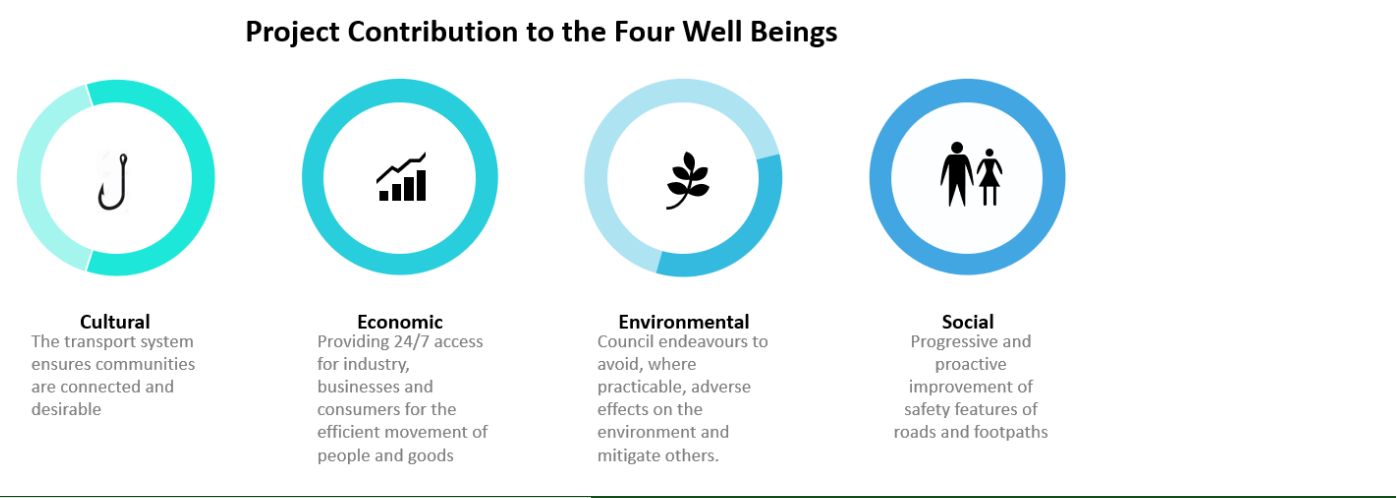 Project Contribution to the Four Well Beings
Cultural
The transport system
ensures communities
are connected and
desirable
Economic
Providing 24/7 access
for industry,
businesses and
consumers for the
efficient movement of
people and goods
Environmental
Council endeavours to
avoid, where
practicable, adverse
effects on the
environment and
mitigate others.
Social
Progressive and
proactive
improvement of
safety features of
roads and footpaths